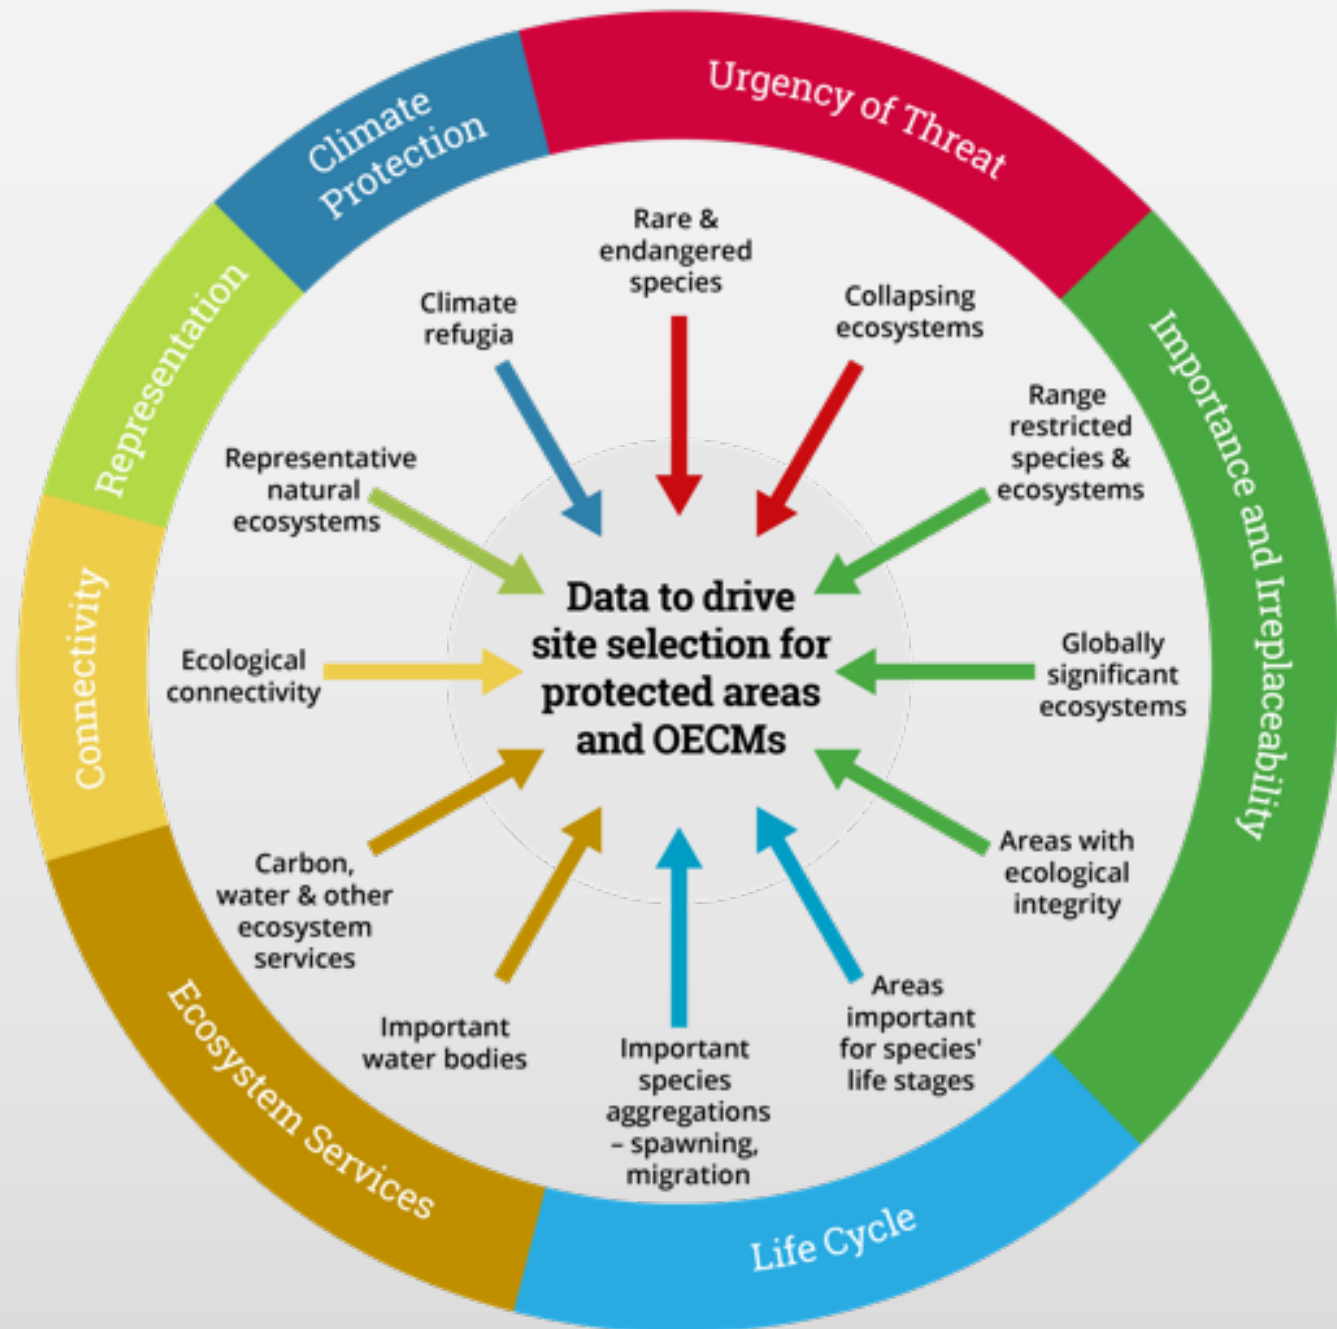 Urgency of Threat
Importance and Irreplaceability
Life Cycle
Ecosystem Services
Connectivity
Representation
Climate
Protection
Rare &
endangered
species
Collapsing
ecosystems
Range
restricted
species &
ecosystems
Globally
significant
ecosystems
Areas with
ecological
integrity
Areas
important
for species'
life stages
Important
species
aggregations
– spawning,
migration
Important
water bodies
Carbon,
water & other
ecosystem
services
Ecological
connectivity
Representative
natural
ecosystems
Climate
refugia
Data to drive
site selection for
protected areas
and OECMs